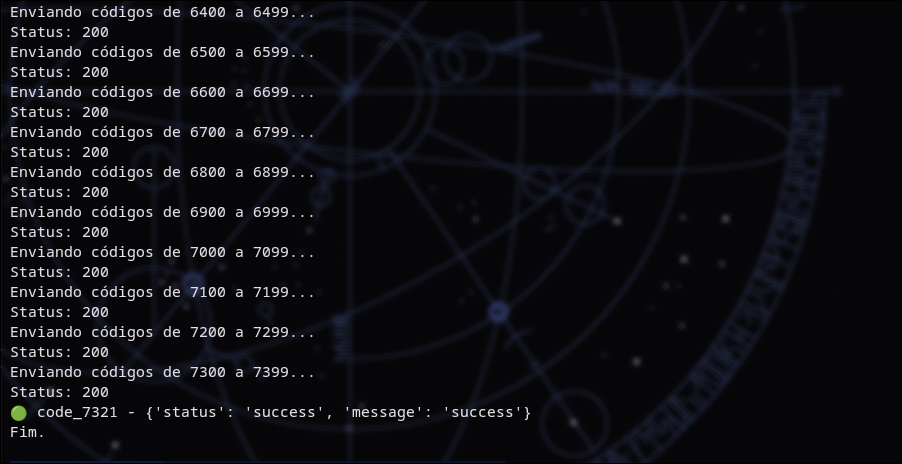 Enviando códigos de 6400 a 6499...
Status: 200
Enviando códigos de 6500 a 6599...
Status: 200
Enviando códigos de 6600 a 6699...
Status: 200
Enviando códigos de 6700 a 6799...
Status: 200
Enviando códigos de 6800 a 6899...
Status: 200
Enviando códigos de 6900 a 6999...
Status: 200
Enviando códigos de 7000 a 7099...
Status: 200
Enviando códigos de 7100 a 7199...
Status: 200
Enviando códigos de 7200 a 7299...
Status: 200
Enviando códigos de 7300 a 7399...
Status: 200
🟢 code_7321 - {'status': 'success', 'message': 'success'}
Fim.